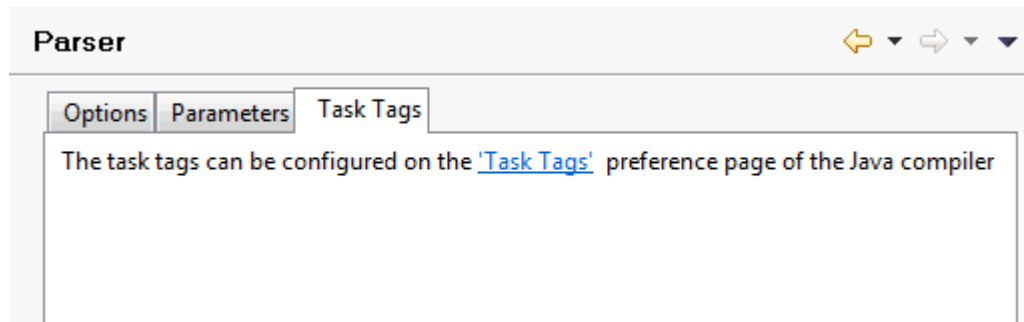 Parser
Options Parameters Task Tags
The task tags can be configured on the 'Task Tags' preference page of the Java compiler